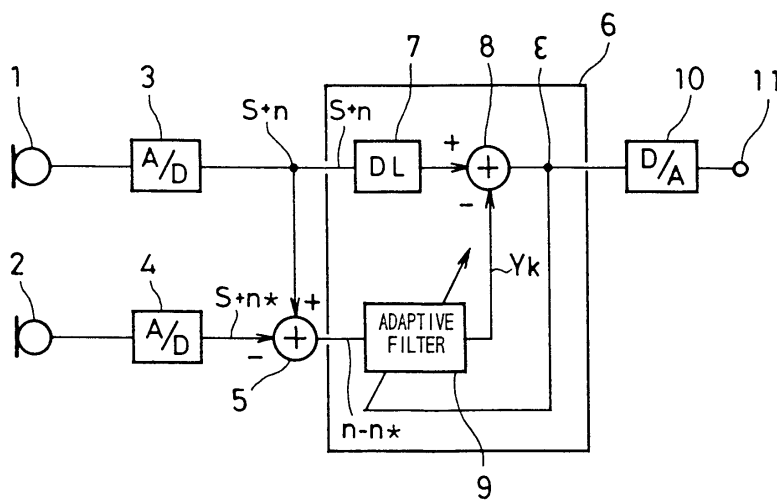 6
7
8
ε
10
11
1
3
S+n
S+n
+
A/D
DL
+
D/A
-
2
4
S+n*
Yk
+
A/D
+
ADAPTIVE
FILTER
-
5
n-n*
9